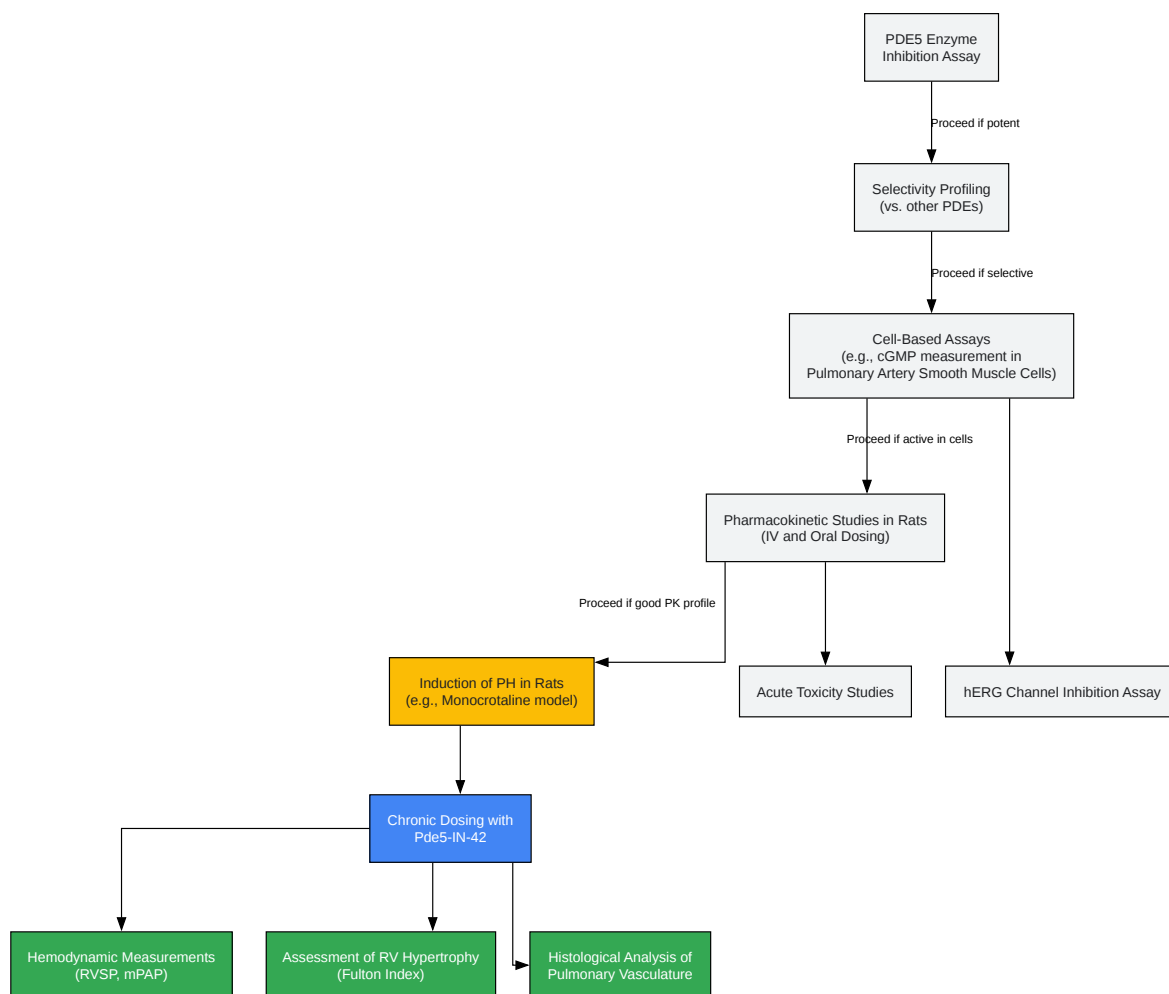 PDE5 Enzyme
Inhibition Assay
Proceed if potent
Selectivity Profiling
(vs. other PDEs)
Proceed if selective
Cell-Based Assays
(e.g., cGMP measurement in
Pulmonary Artery Smooth Muscle Cells)
Proceed if active in cells
Pharmacokinetic Studies in Rats
(IV and Oral Dosing)
Proceed if good PK profile
Induction of PH in Rats
(e.g., Monocrotaline model)
Acute Toxicity Studies
hERG Channel Inhibition Assay
Chronic Dosing with
Pde5-IN-42
Hemodynamic Measurements
(RVSP, mPAP)
Assessment of RV Hypertrophy
(Fulton Index)
Histological Analysis of
Pulmonary Vasculature